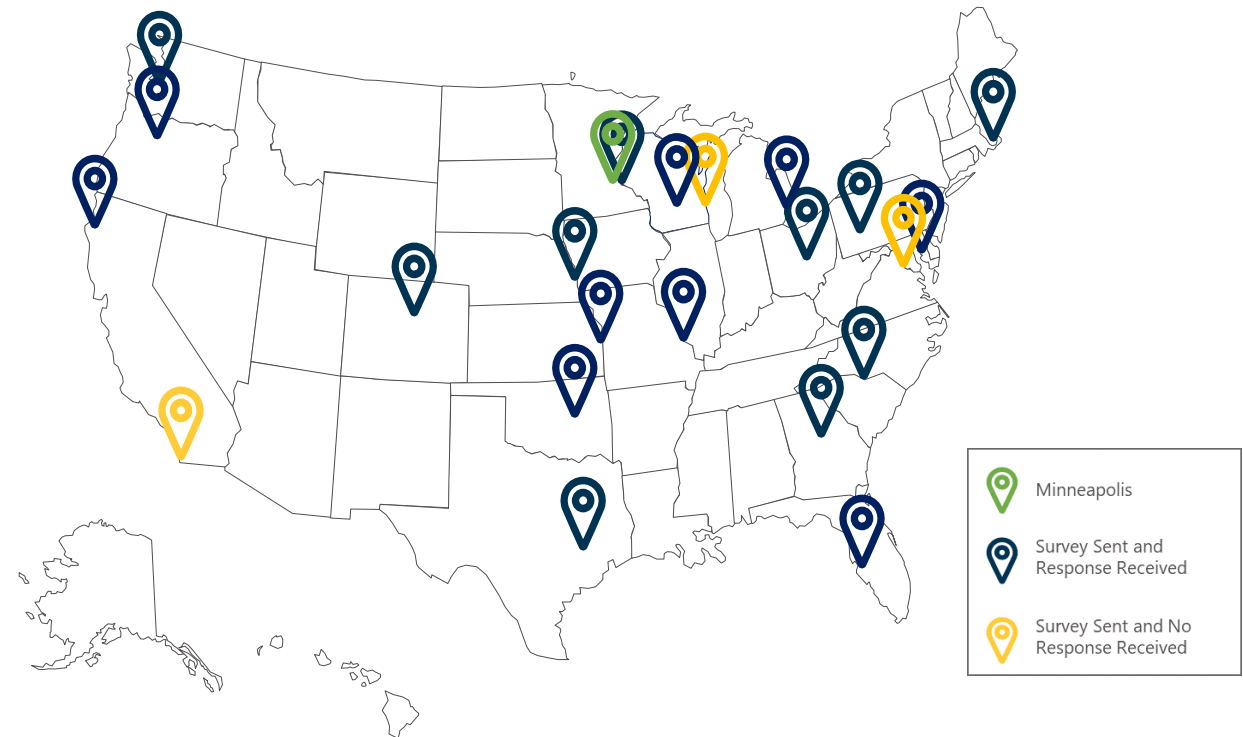 Minneapolis
Survey Sent and
Response Received
Survey Sent and No
Response Received